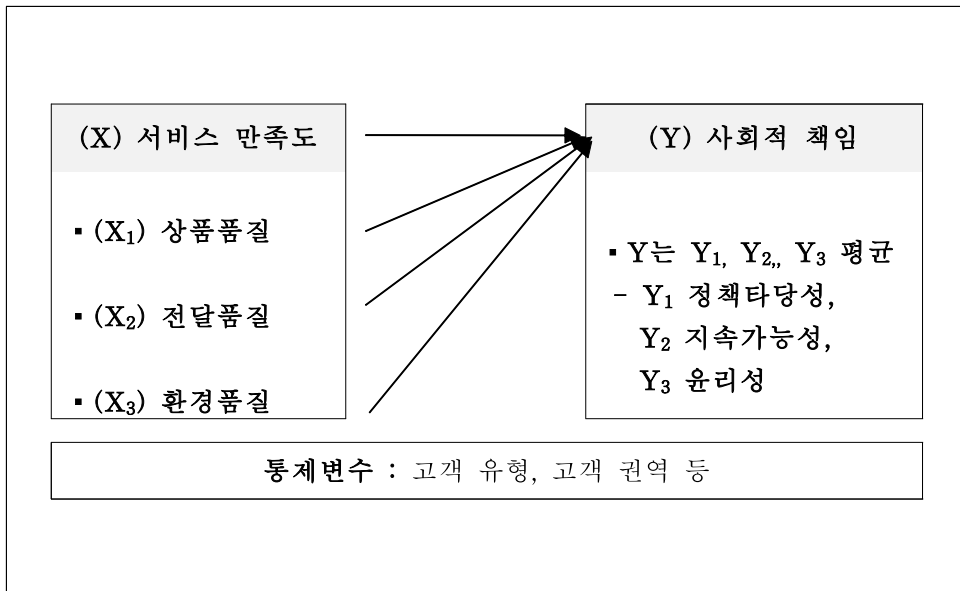 (X) 서비스 만족도
▪ (X₁) 상품품질
▪ (X₂) 전달품질
▪ (X₃) 환경품질
(Y) 사회적 책임
▪ Y는 Y₁, Y₂,, Y₃ 평균
- Y₁ 정책타당성,
Y₂ 지속가능성,
Y₃ 윤리성
통제변수 : 고객 유형, 고객 권역 등